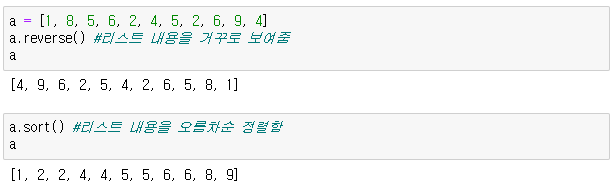 a = [1, 8, 5, 6, 2, 4, 5, 2, 6, 9, 4]
a.reverse() #리스트 내용을 거꾸로 보여줌
a
[4, 9, 6, 2, 5, 4, 2, 6, 5, 8, 1]
a.sort() #리스트 내용을 오름차순 정렬함
a
[1, 2, 2, 4, 4, 5, 5, 6, 6, 8, 9]